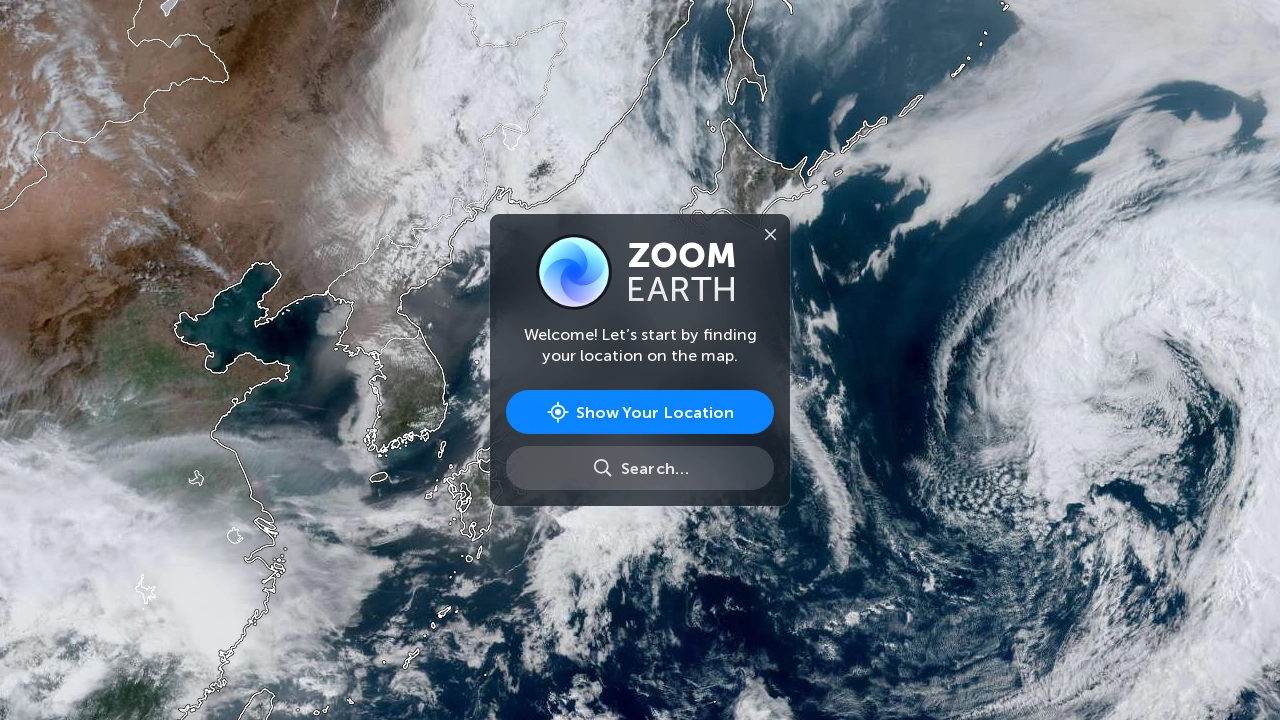 ZOOM
EARTH
Welcome! Let’s start by finding
your location on the map.
Show Your Location
Search…